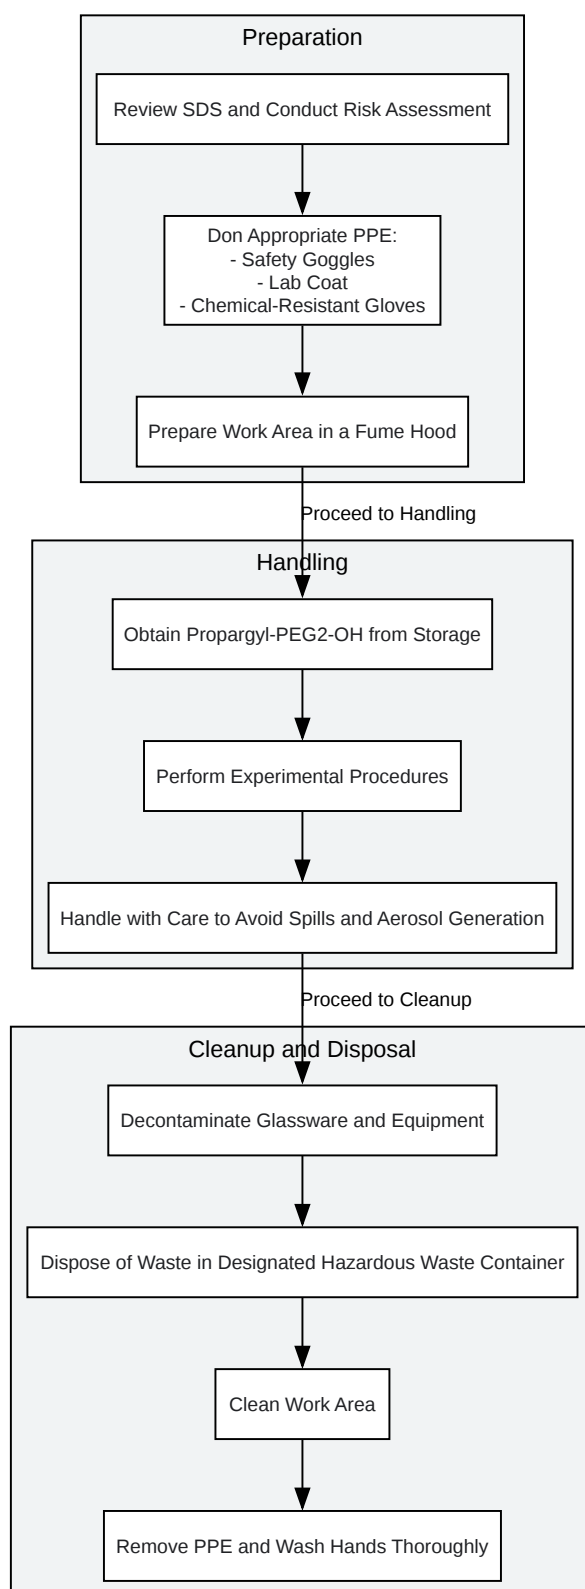 Preparation
Review SDS and Conduct Risk Assessment
Don Appropriate PPE:
- Safety Goggles
- Lab Coat
- Chemical-Resistant Gloves
Prepare Work Area in a Fume Hood
Proceed to Handling
Handling
Obtain Propargyl-PEG2-OH from Storage
Perform Experimental Procedures
Handle with Care to Avoid Spills and Aerosol Generation
Proceed to Cleanup
Cleanup and Disposal
Decontaminate Glassware and Equipment
Dispose of Waste in Designated Hazardous Waste Container
Clean Work Area
Remove PPE and Wash Hands Thoroughly